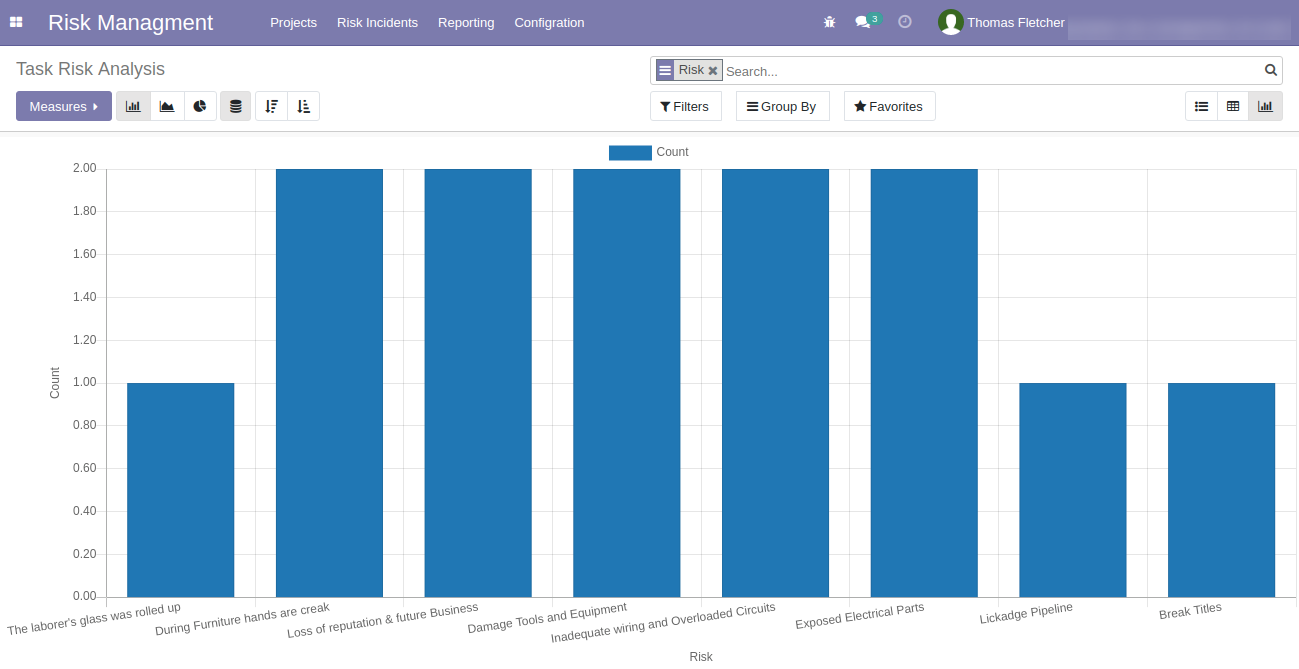 Risk Managment Projects Risk Incidents Reporting Configration 3 Thomas Fletcher
Task Risk Analysis
Risk Search...
Measures Filters Group By Favorites
Count
2.00
1.80
1.60
1.40
1.20
1.00
0.80
0.60
0.40
0.20
0.00
Count
The laborer's glass was rolled up
During Furniture hands are creak
Loss of reputation & future Business
Damage Tools and Equipment
Inadequate wiring and Overloaded Circuits
Exposed Electrical Parts
Lickadge Pipeline
Break Titles
Risk